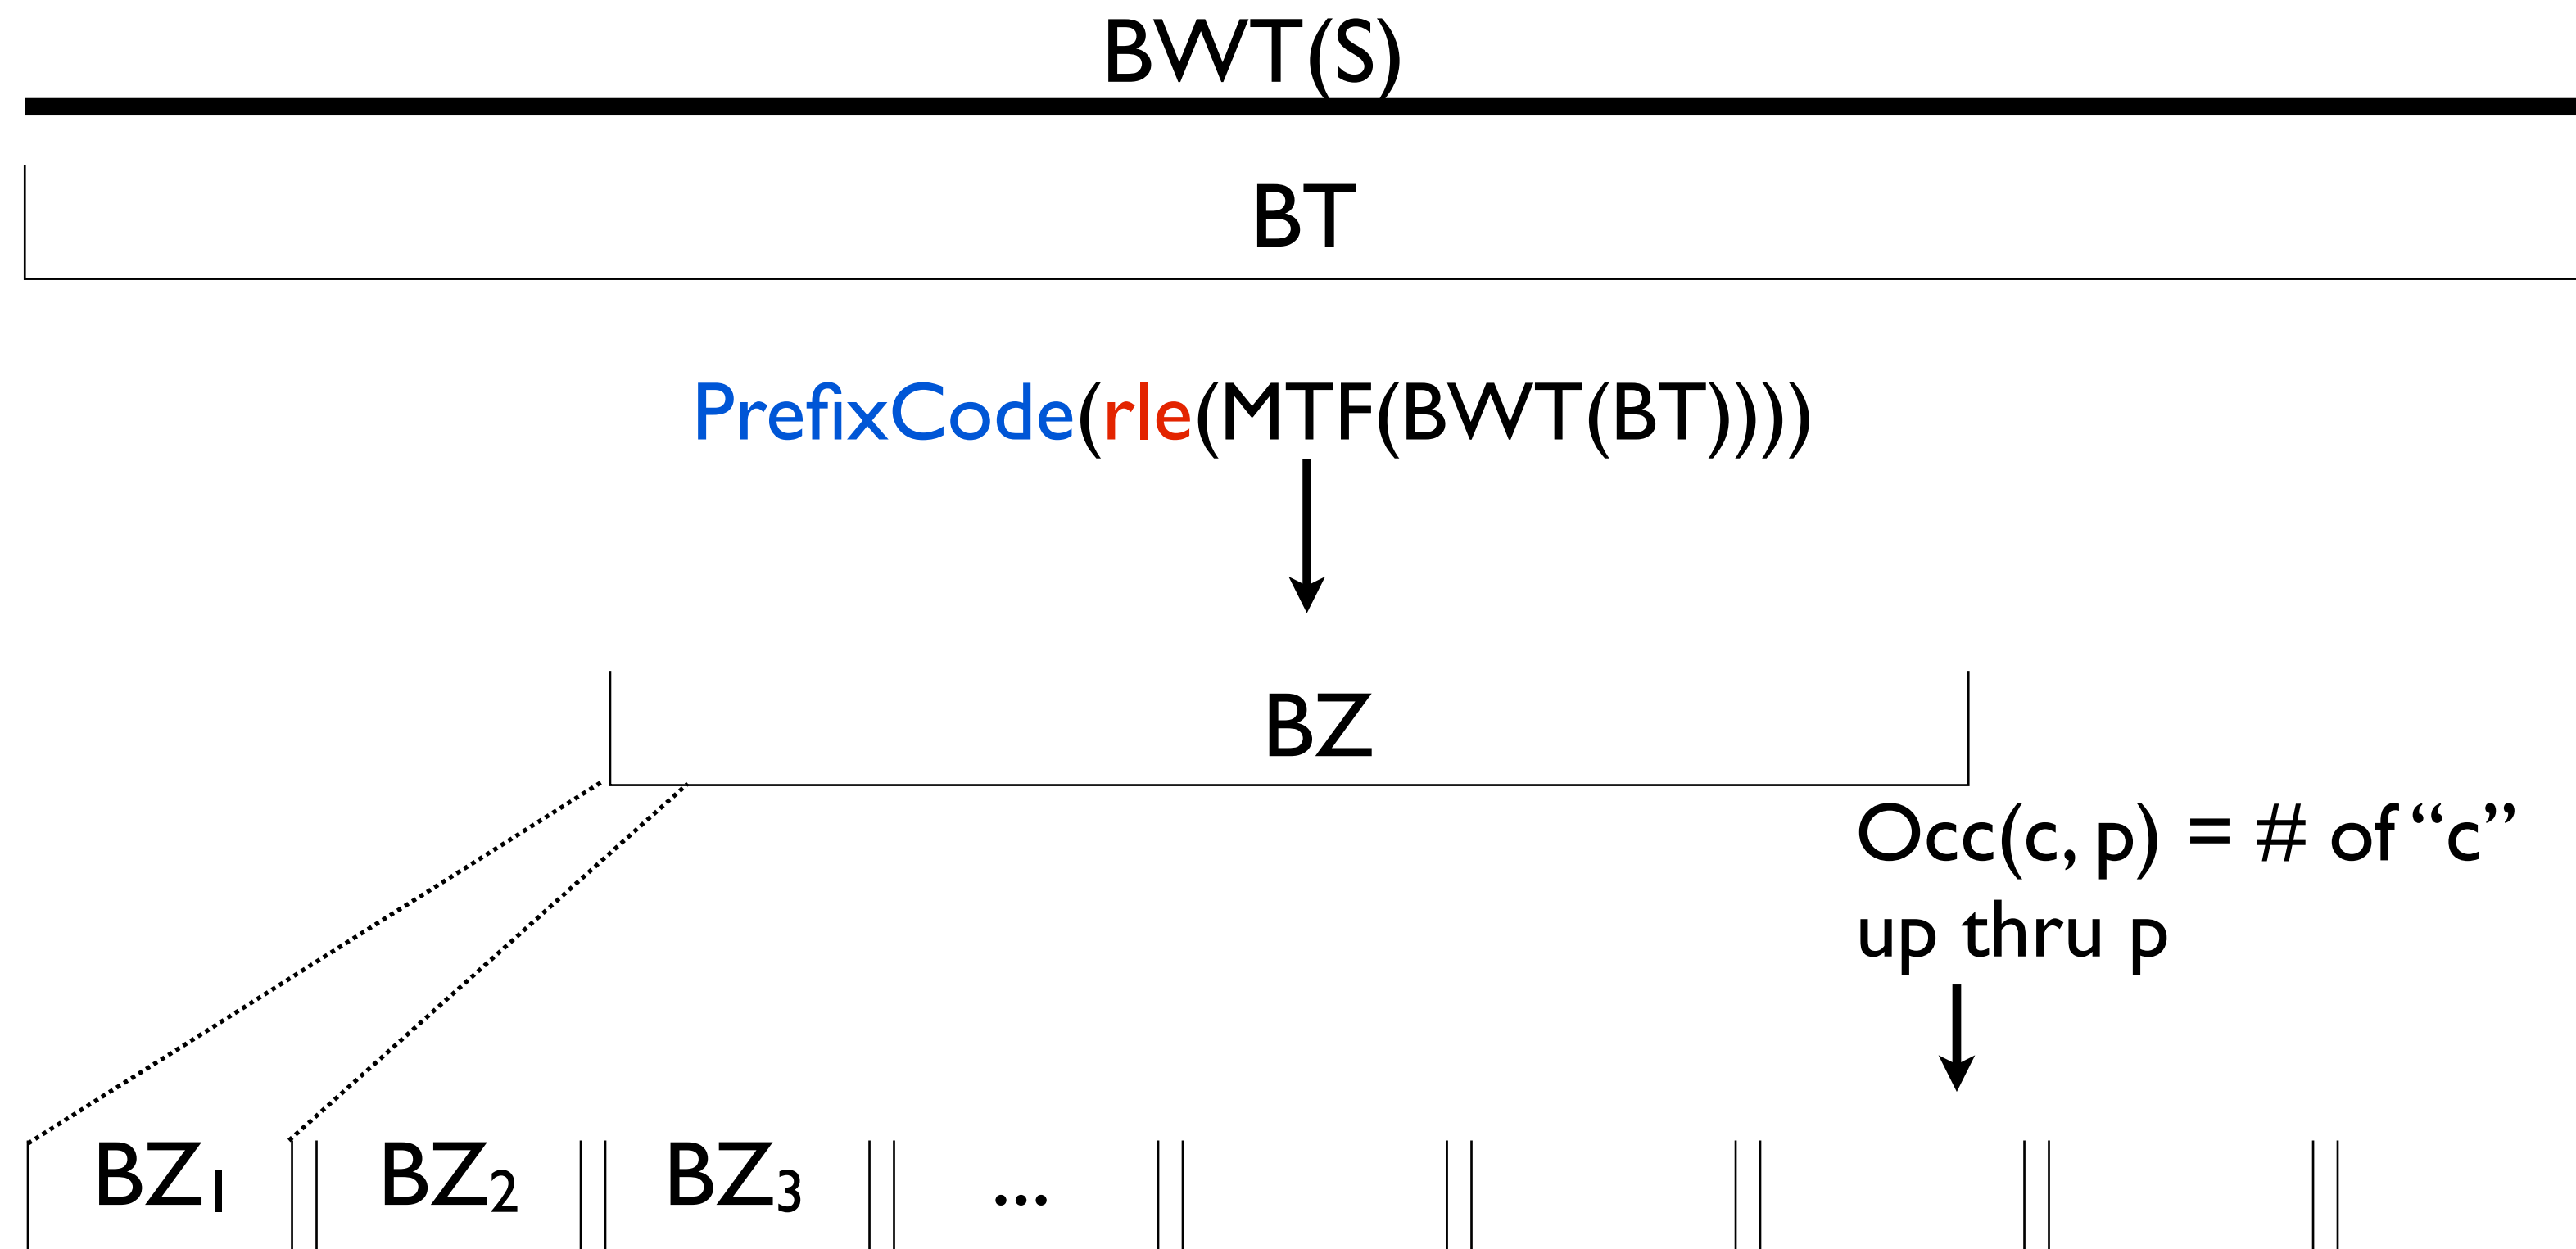 BWT(S)
BT
PrefixCode(rle(MTF(BWT(BT))))
BZ
Occ(c, p) = # of “c”
up thru p
BZ₁ BZ₂ BZ₃ ...